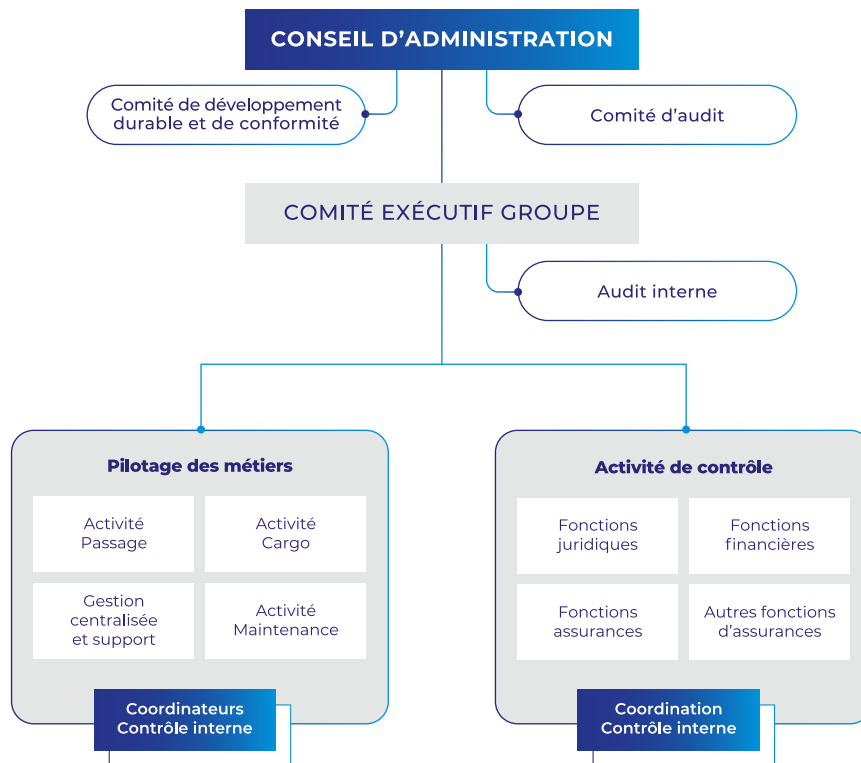 CONSEIL D’ADMINISTRATION
Comité de développement
durable et de conformité
Comité d’audit
COMITÉ EXÉCUTIF GROUPE
Audit interne
Pilotage des métiers
Activité
Passage
Activité
Cargo
Gestion
centralisée
et support
Activité
Maintenance
Coordinateurs
Contrôle interne
Activité de contrôle
Fonctions
juridiques
Fonctions
financières
Fonctions
assurances
Autres fonctions
d’assurances
Coordination
Contrôle interne